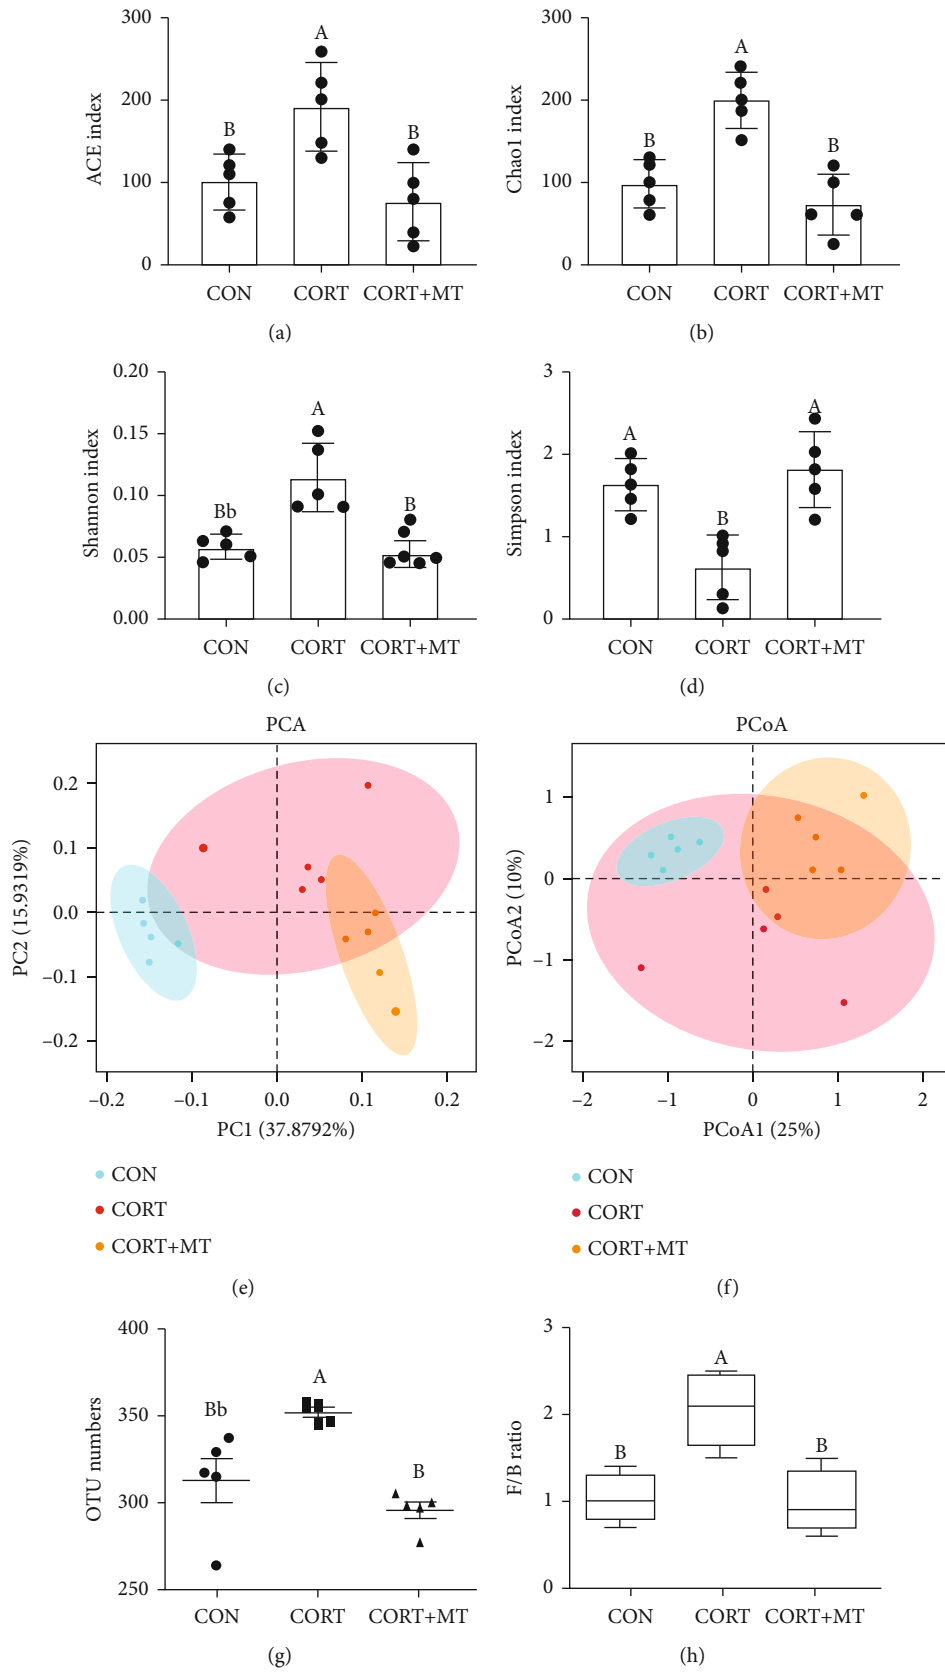 300
200
100
0
ACE index
B
A
B
CON
CORT
CORT+MT
(a)
300
200
100
0
Chao1 index
B
A
B
CON
CORT
CORT+MT
(b)
0.20
0.15
0.10
0.05
0.00
Shannon index
Bb
A
B
CON
CORT
CORT+MT
(c)
3
2
1
0
Simpson index
A
B
A
CON
CORT
CORT+MT
(d)
PCA
0.2
0.1
0.0
−0.1
−0.2
PC2 (15.9319%)
−0.2
−0.1
0.0
0.1
0.2
PC1 (37.8792%)
CON
CORT
CORT+MT
(e)
PCoA
1
0
−1
−2
PCoA2 (10%)
−2
−1
0
1
2
PCoA1 (25%)
CON
CORT
CORT+MT
(f)
400
350
300
250
OTU numbers
Bb
A
B
CON
CORT
CORT+MT
(g)
3
2
1
0
F/B ratio
B
A
B
CON
CORT
CORT+MT
(h)